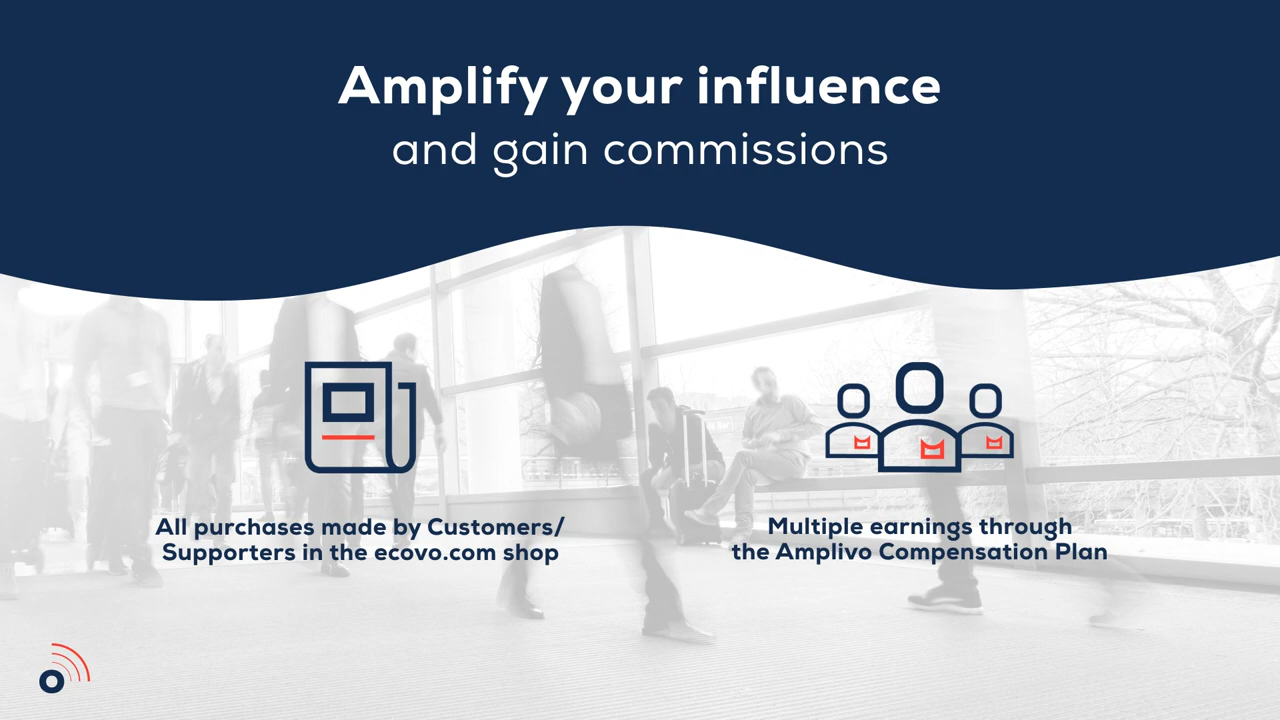 Amplify your influence
and gain commissions
All purchases made by Customers/
Supporters in the ecovo.com shop
Multiple earnings through
the Amplivo Compensation Plan